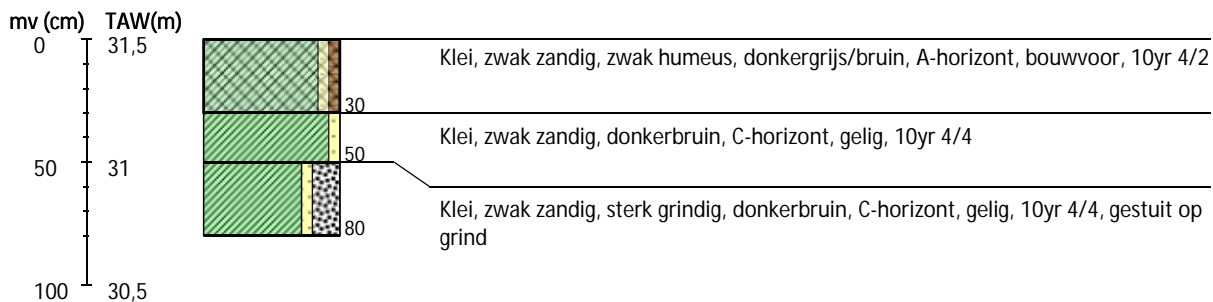 mv (cm) TAW(m)
0 31,5
Klei, zwak zandig, zwak humeus, donkergrijs/bruin, A-horizont, bouwvoor, 10yr 4/2
30
Klei, zwak zandig, donkerbruin, C-horizont, gelig, 10yr 4/4
50
50 31
Klei, zwak zandig, sterk grindig, donkerbruin, C-horizont, gelig, 10yr 4/4, gestuit op
grind
80
100 30,5